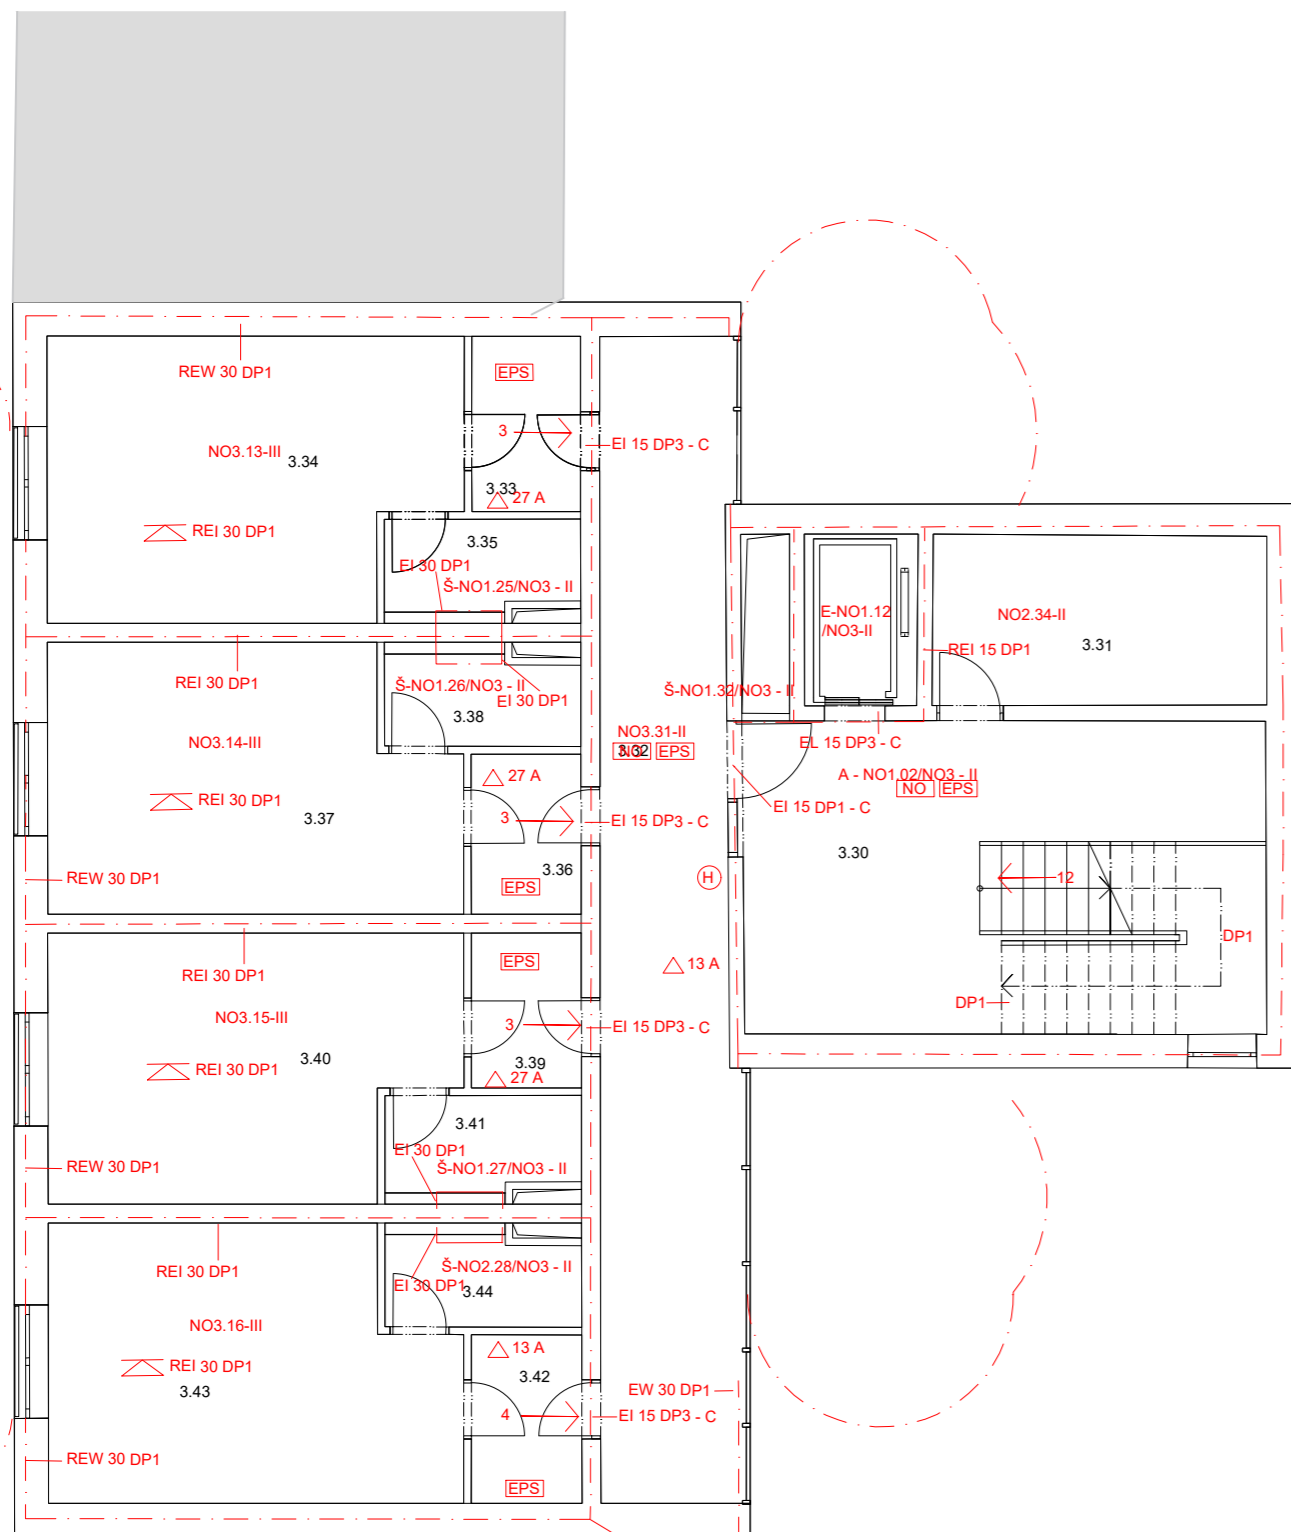 EPS
REW 30 DP1
3
EI 15 DP3 - C
NO3.13-III
3.34
3.33
27 A
REI 30 DP1
3.35
EI 30 DP1
Š-NO1.25/NO3 - II
E-NO1.12
/NO3-II
NO2.34-II
3.31
REI 15 DP1
REI 30 DP1
Š-NO1.26/NO3 - II
EI 30 DP1
Š-NO1.32/NO3 - II
3.38
NO3.31-II
NO3.14-III
3.32
NO
EPS
EL 15 DP3 - C
27 A
A - NO1.02/NO3 - II
NO
EPS
REI 30 DP1
EI 15 DP1 - C
3.37
3
EI 15 DP3 - C
3.30
3.36
REW 30 DP1
EPS
H
12
DP1
EPS
13 A
REI 30 DP1
DP1
NO3.15-III
3
EI 15 DP3 - C
3.40
3.39
REI 30 DP1
27 A
3.41
EI 30 DP1
REW 30 DP1
Š-NO1.27/NO3 - II
REI 30 DP1
Š-NO2.28/NO3 - II
EI 30 DP1
3.44
NO3.16-III
13 A
REI 30 DP1
3.42
3.43
EW 30 DP1
4
EI 15 DP3 - C
REW 30 DP1
EPS